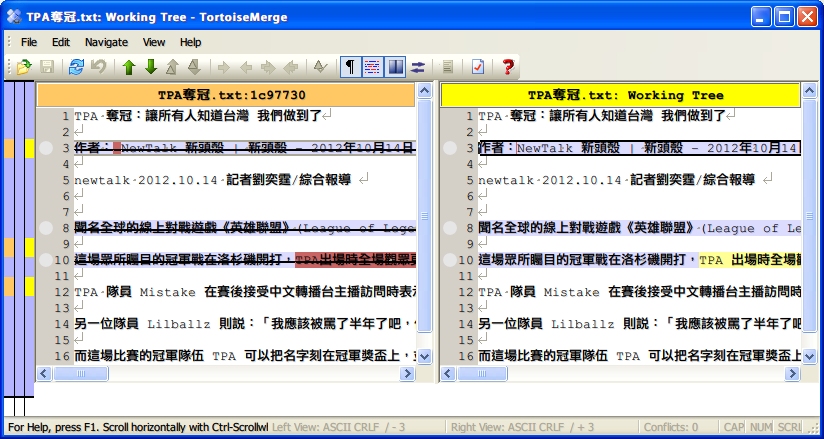 TPA奪冠.txt: Working Tree - TortoiseMerge
File Edit Navigate View Help
TPA奪冠.txt:1c97730
1 TPA 奪冠：讓所有人知道台灣 我們做到了
2
3 作者： NewTalk 新頭殼 | 新頭殼 – 2012年10月14日
4
5 newtalk 2012.10.14 記者劉奕霆/綜合報導
6
7
8 聞名全球的線上對戰遊戲《英雄聯盟》 (League of Lege
9
10 這場眾所矚目的冠軍戰在洛杉磯開打，TPA出場時全場觀眾
11
12 TPA 隊員 Mistake 在賽後接受中文轉播台主播訪問時表示
13
14 另一位隊員 Lilballz 則説：「我應該被罵了半年了吧，
15
16 而這場比賽的冠軍隊伍 TPA 可以把名字刻在冠軍獎盃上，
TPA奪冠.txt: Working Tree
1 TPA 奪冠：讓所有人知道台灣 我們做到了
2
3 作者：NewTalk 新頭殼 | 新頭殼 – 2012年10月14
4
5 newtalk 2012.10.14 記者劉奕霆/綜合報導
6
7
8 聞名全球的線上對戰遊戲《英雄聯盟》 (League of Le
9
10 這場眾所矚目的冠軍戰在洛杉磯開打，TPA 出場時全場
11
12 TPA 隊員 Mistake 在賽後接受中文轉播台主播訪問時表
13
14 另一位隊員 Lilballz 則説：「我應該被罵了半年了吧
15
16 而這場比賽的冠軍隊伍 TPA 可以把名字刻在冠軍獎盃上
For Help, press F1. Scroll horizontally with Ctrl-Scrollwl Left View: ASCII CRLF / - 3 Right View: ASCII CRLF / + 3 Conflicts: 0 CAP NUM SCRL